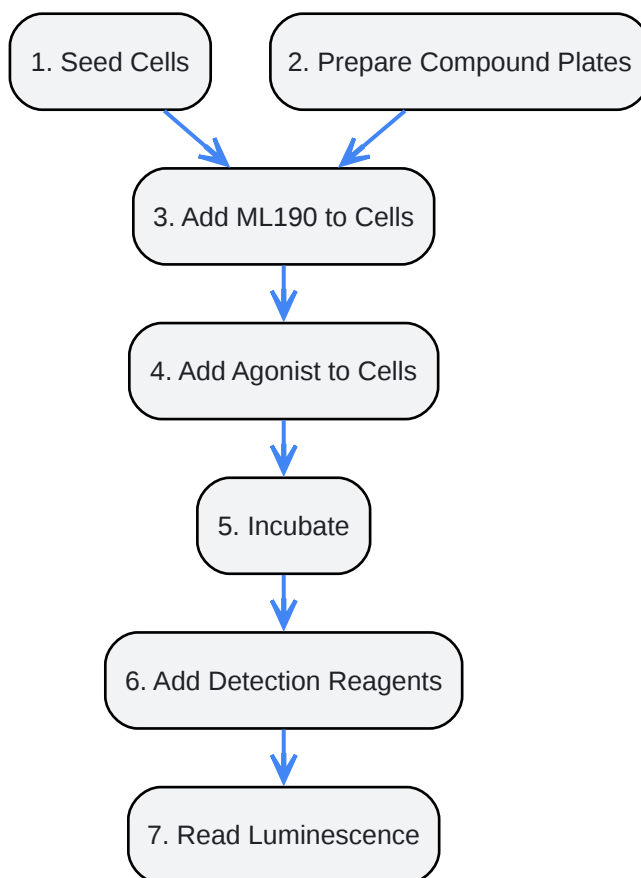 1. Seed Cells
2. Prepare Compound Plates
3. Add ML190 to Cells
4. Add Agonist to Cells
5. Incubate
6. Add Detection Reagents
7. Read Luminescence